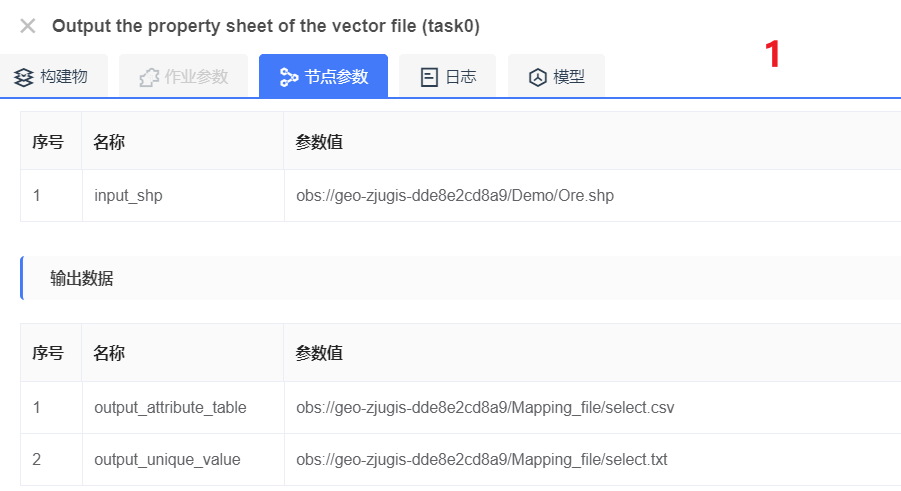 Output the property sheet of the vector file (task0)
1
构建物 作业参数 节点参数 日志 模型
序号 名称 参数值
1 input_shp obs://geo-zjugis-dde8e2cd8a9/Demo/Ore.shp
输出数据
序号 名称 参数值
1 output_attribute_table obs://geo-zjugis-dde8e2cd8a9/Mapping_file/select.csv
2 output_unique_value obs://geo-zjugis-dde8e2cd8a9/Mapping_file/select.txt